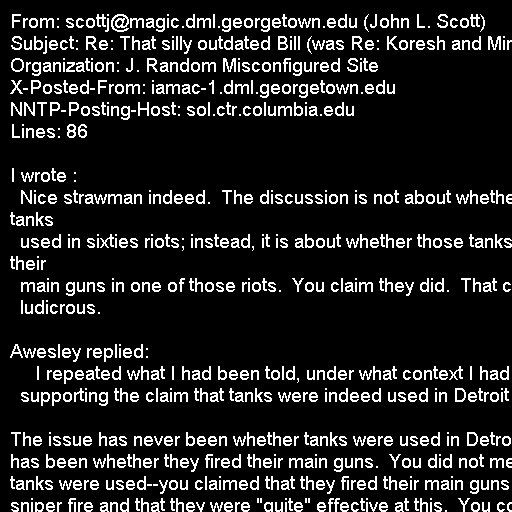 From: scottj@magic.dml.georgetown.edu (John L. Scott)
Subject: Re: That silly outdated Bill (was Re: Koresh and
Organization: J. Random Misconfigured Site
X-Posted-From: iamac-1.dml.georgetown.edu
NNTP-Posting-Host: sol.ctr.columbia.edu
Lines: 86
I wrote :
Nice strawman indeed.  The discussion is not about
tanks
used in sixties riots; instead, it is about whether those tanks
their
main guns in one of those riots.  You claim they did.  That
ludicrous.
Awesley replied:
I repeated what I had been told, under what context I had
supporting the claim that tanks were indeed used in Detroit
The issue has never been whether tanks were used in
has been whether they fired their main guns.  You did not
tanks were used--you claimed that they fired their main guns
sniper fire and that they were "quite" effective at this.  You